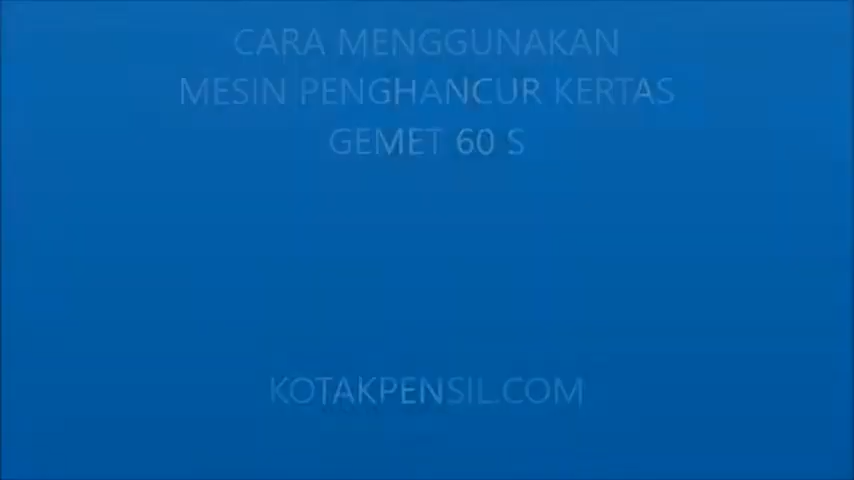 CARA MENGGUNAKAN
MESIN PENGHANCUR KERTAS
GEMET 60 S
KOTAKPENSIL.COM